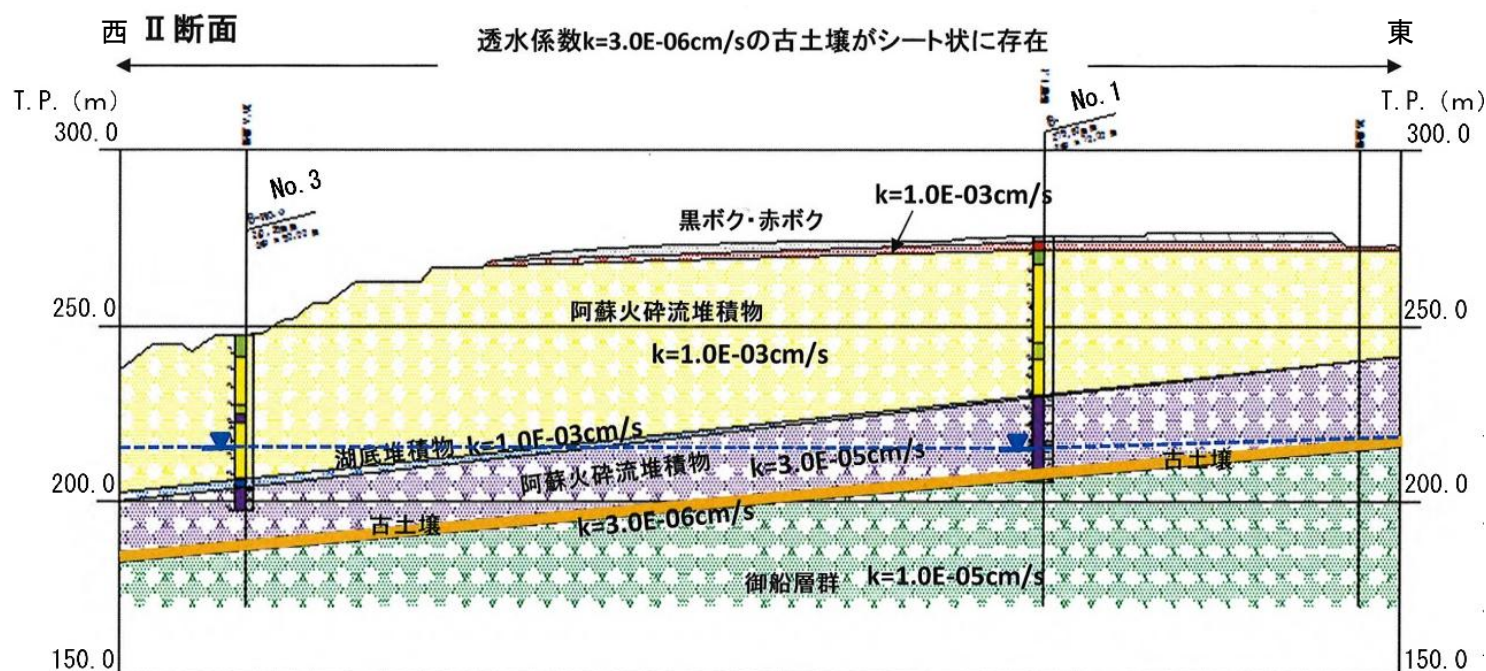 西 Ⅱ断面
透水係数k=3.0E-06cm/sの古土壌がシート状に存在
東
T.P.(m)
T.P.(m)
No.1
300.0
300.0
No.3
k=1.0E-03cm/s
黒ボク・赤ボク
250.0
250.0
阿蘇火砕流堆積物
k=1.0E-03cm/s
湖底堆積物 k=1.0E-03cm/s
阿蘇火砕流堆積物 k=3.0E-05cm/s
古土壌
200.0
200.0
古土壌
k=3.0E-06cm/s
御船層群 k=1.0E-05cm/s
150.0
150.0